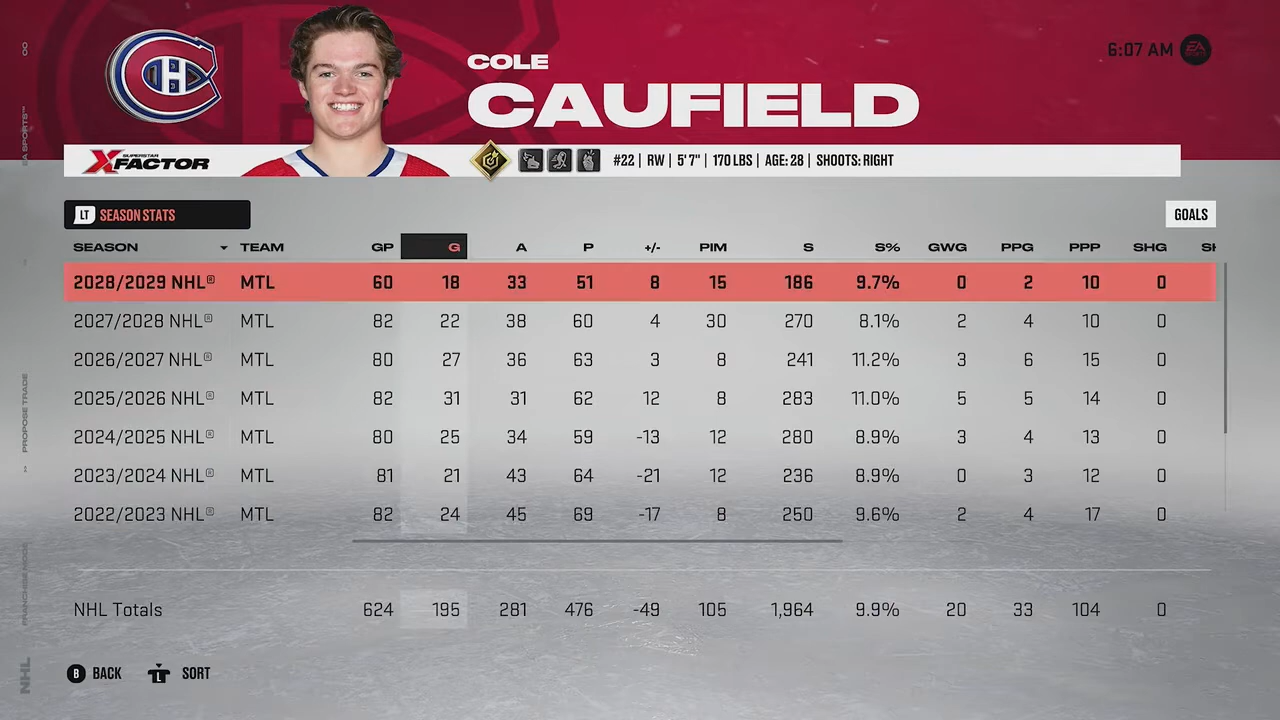 COLE
6:07 AM
CAUFIELD
SUPERSTAR
X FACTOR
#22 | RW | 5' 7" | 170 LBS | AGE: 28 | SHOOTS: RIGHT
LT SEASON STATS
GOALS
SEASON TEAM GP G A P +/- PIM S S% GWG PPG PPP SHG
2028/2029 NHL® MTL 60 18 33 51 8 15 186 9.7% 0 2 10 0
2027/2028 NHL® MTL 82 22 38 60 4 30 270 8.1% 2 4 10 0
2026/2027 NHL® MTL 80 27 36 63 3 8 241 11.2% 3 6 15 0
2025/2026 NHL® MTL 82 31 31 62 12 8 283 11.0% 5 5 14 0
2024/2025 NHL® MTL 80 25 34 59 -13 12 280 8.9% 3 4 13 0
2023/2024 NHL® MTL 81 21 43 64 -21 12 236 8.9% 0 3 12 0
2022/2023 NHL® MTL 82 24 45 69 -17 8 250 9.6% 2 4 17 0
NHL Totals 624 195 281 476 -49 105 1,964 9.9% 20 33 104 0
B BACK L SORT
EA SPORTS™
PROPOSE TRADE
FRANCHISE MODE
NHL